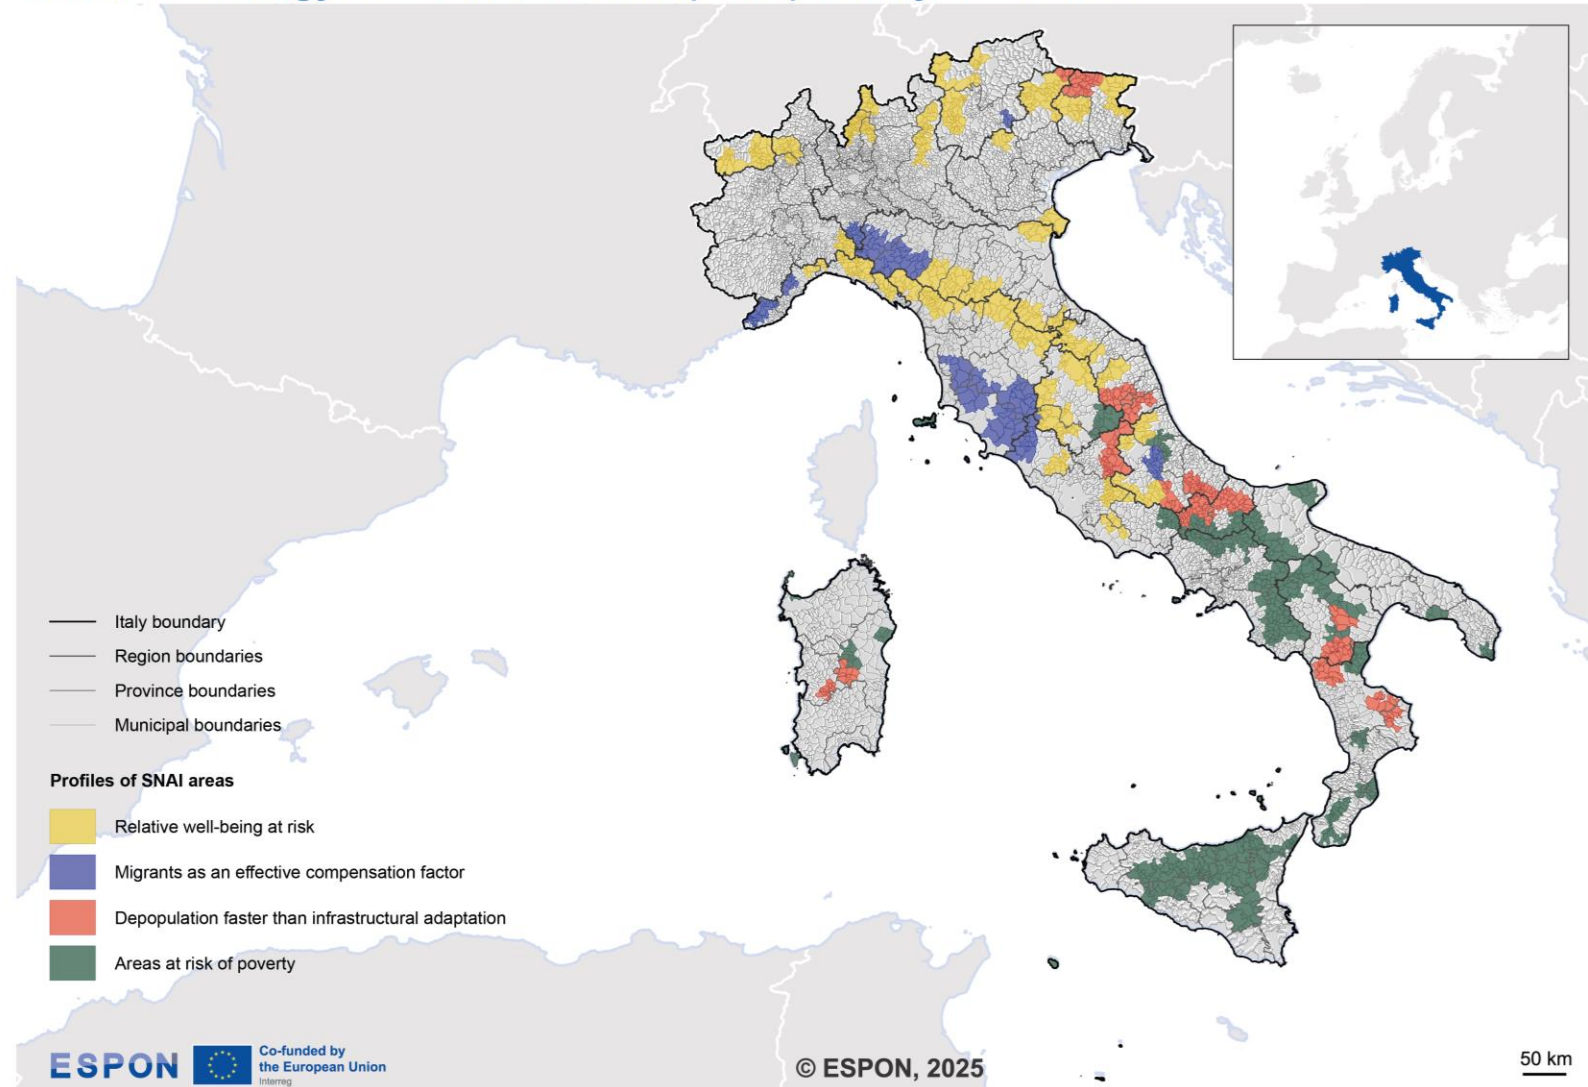 Italy boundary
Region boundaries
Province boundaries
Municipal boundaries
Profiles of SNAI areas
Relative well-being at risk
Migrants as an effective compensation factor
Depopulation faster than infrastructural adaptation
Areas at risk of poverty
ESPON
Co-funded by
the European Union
Interreg
© ESPON, 2025
50 km